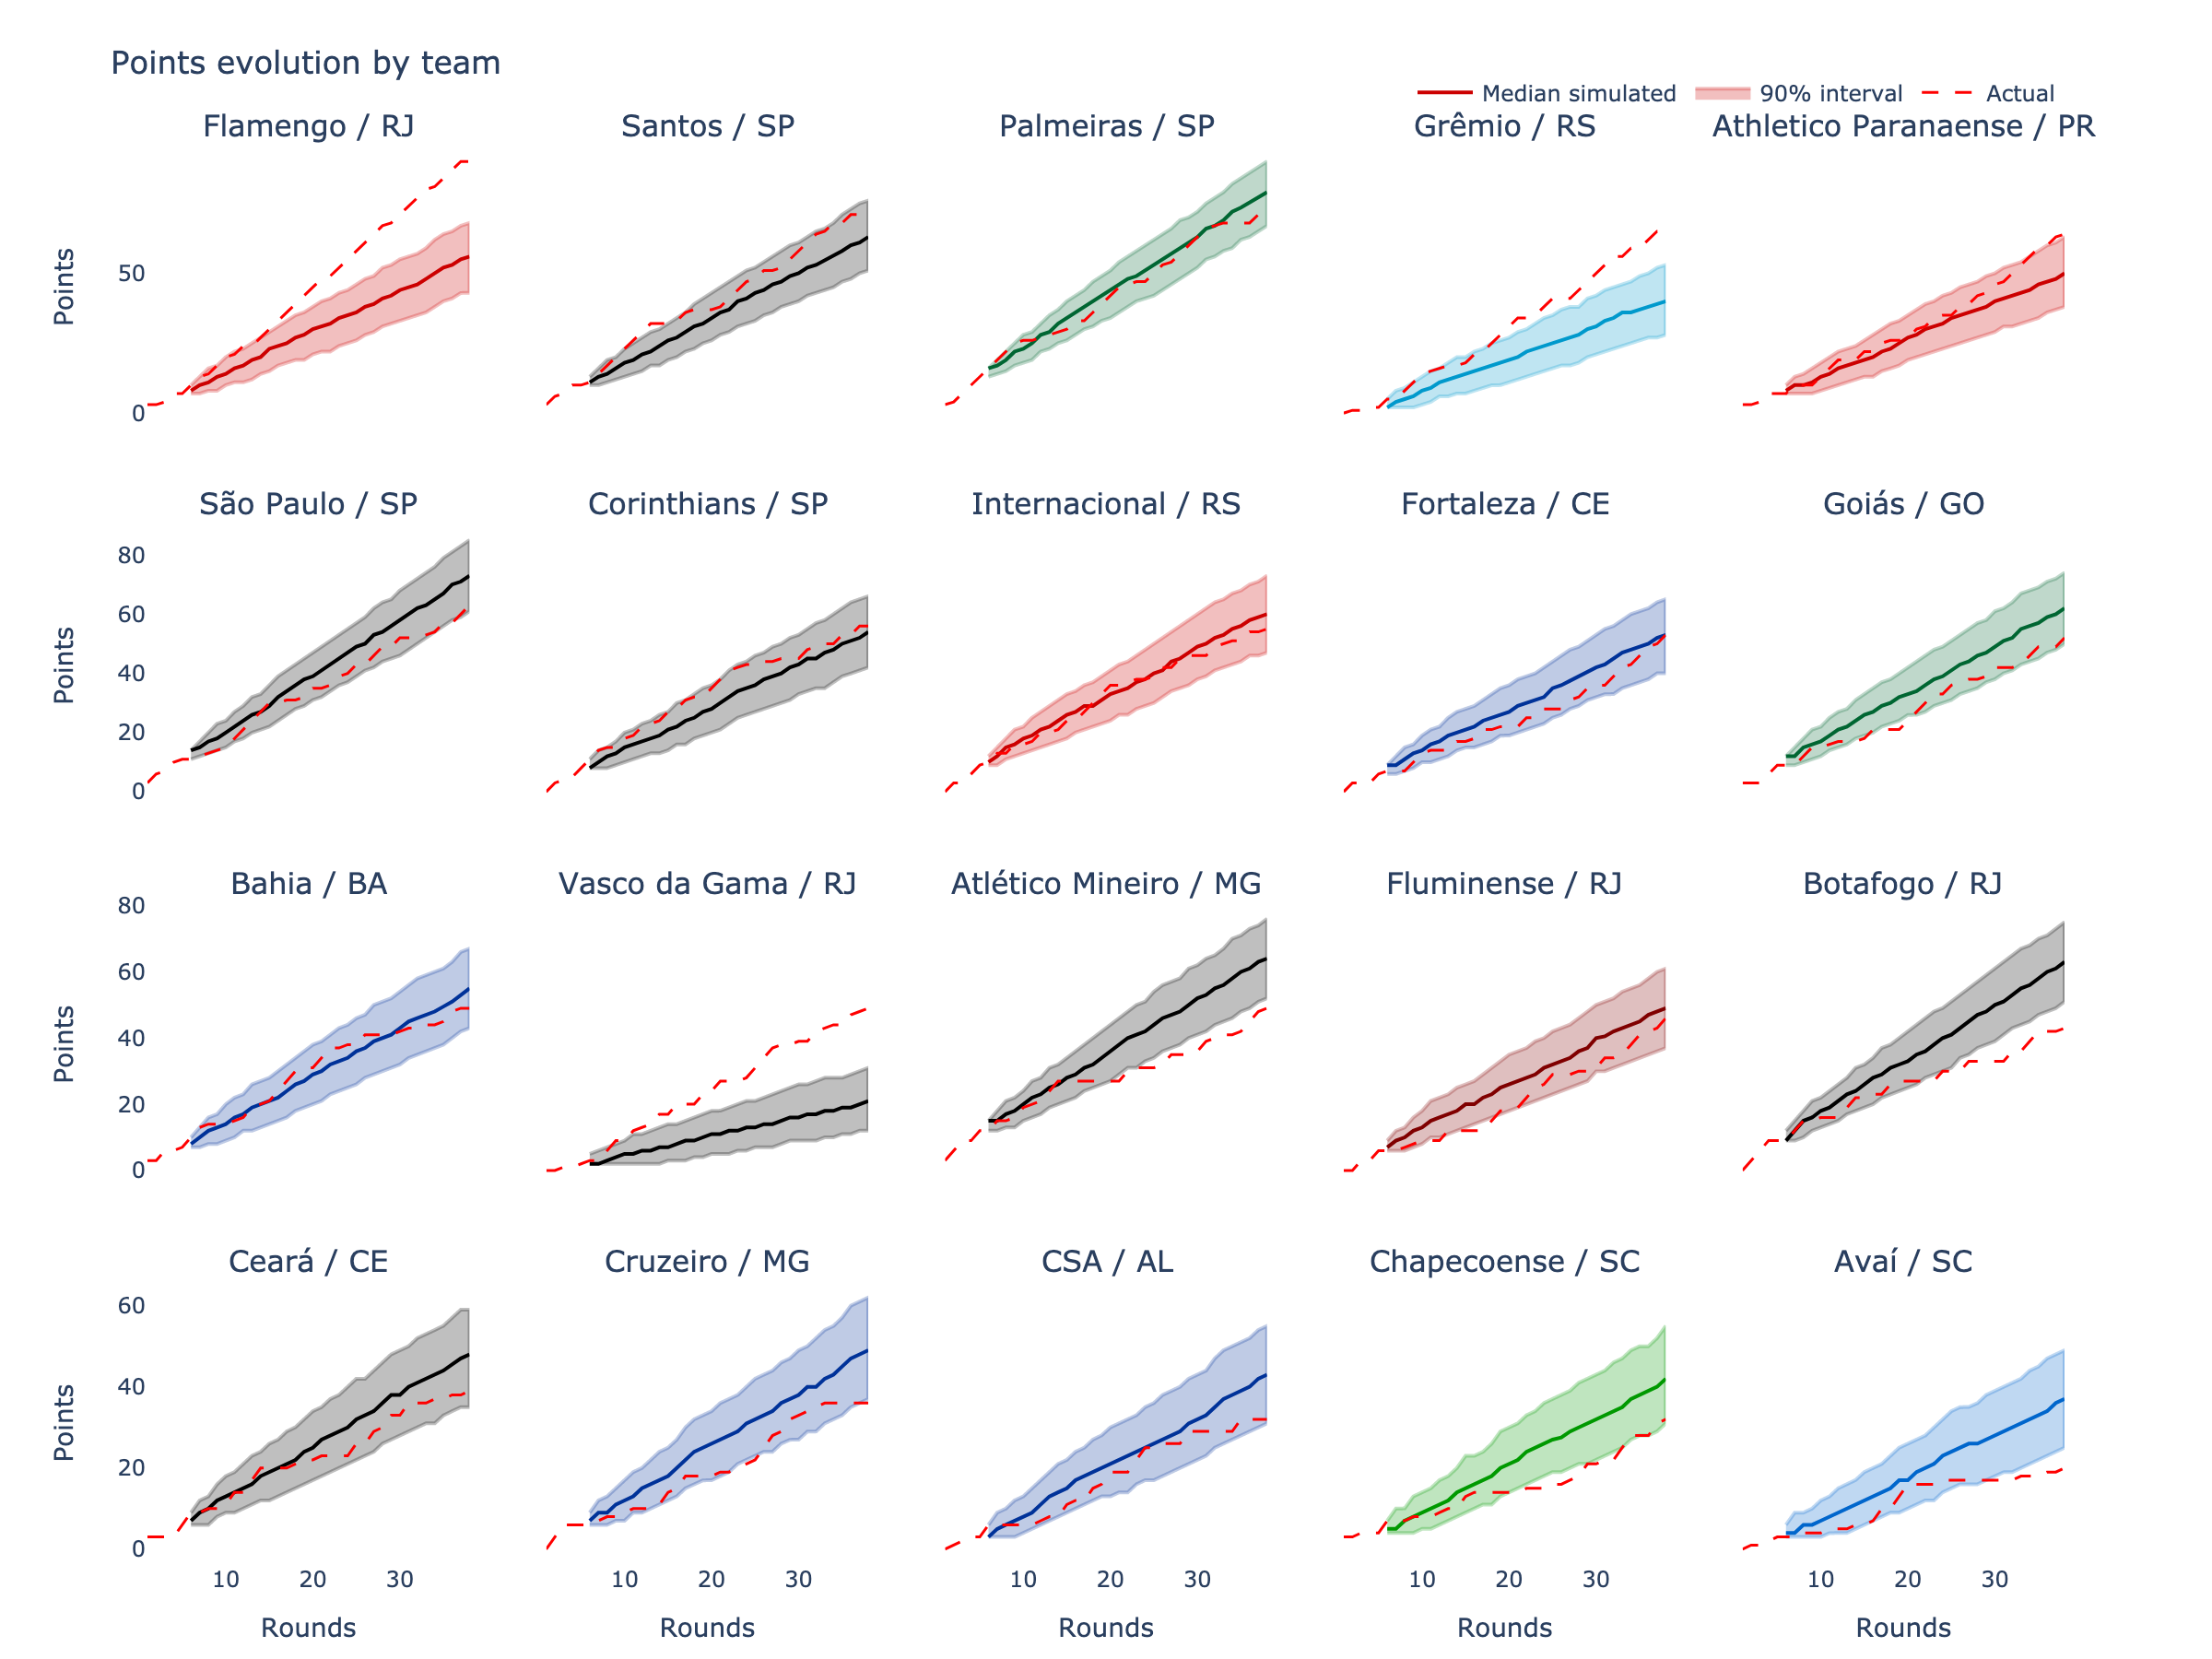 Points evolution by team
Median simulated 90% interval Actual
Flamengo / RJ Santos / SP Palmeiras / SP Grêmio / RS Athletico Paranaense / PR
Points
50
0
São Paulo / SP Corinthians / SP Internacional / RS Fortaleza / CE Goiás / GO
Points
80
60
40
20
0
Bahia / BA Vasco da Gama / RJ Atlético Mineiro / MG Fluminense / RJ Botafogo / RJ
Points
80
60
40
20
0
Ceará / CE Cruzeiro / MG CSA / AL Chapecoense / SC Avaí / SC
Points
60
40
20
0
10 20 30 10 20 30 10 20 30 10 20 30 10 20 30
Rounds Rounds Rounds Rounds Rounds